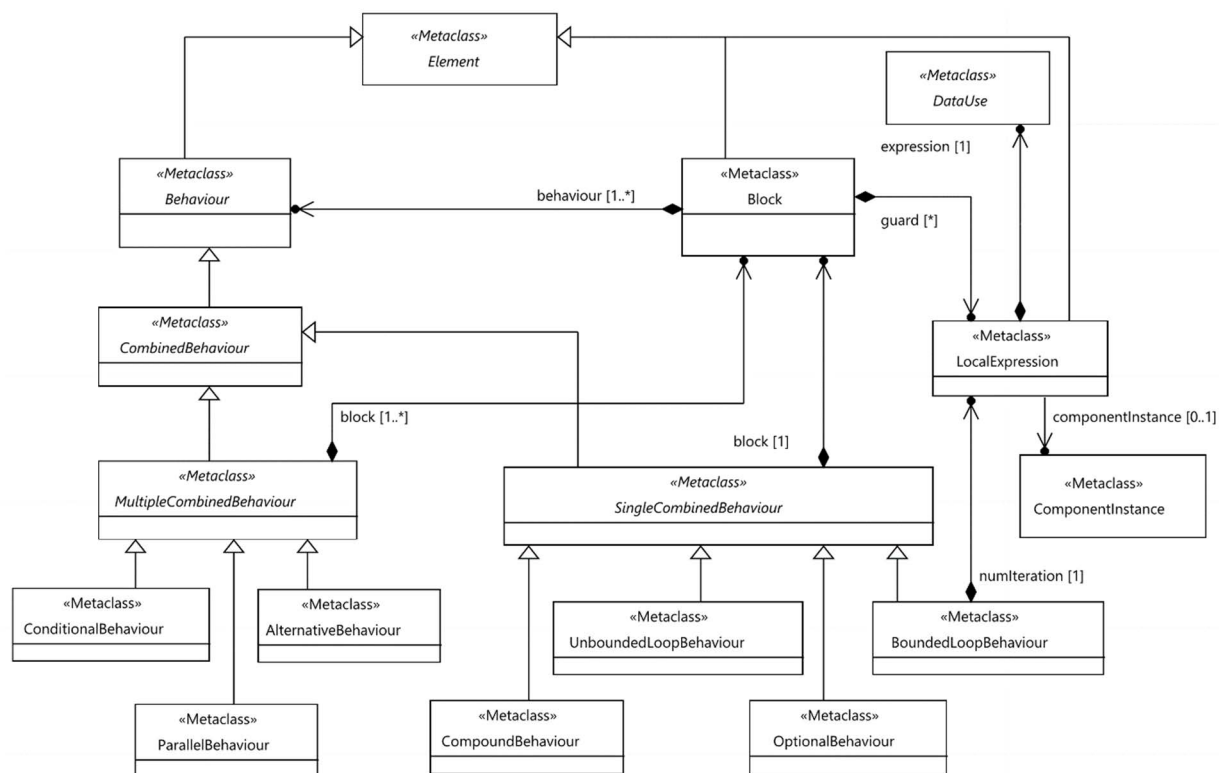 «Metaclass»
Element
«Metaclass»
DataUse
expression [1]
«Metaclass»
Behaviour
behaviour [1..*]
«Metaclass»
Block
guard [*]
«Metaclass»
CombinedBehaviour
«Metaclass»
LocalExpression
block [1..*]
block [1]
componentInstance [0..1]
«Metaclass»
MultipleCombinedBehaviour
«Metaclass»
SingleCombinedBehaviour
«Metaclass»
ComponentInstance
numIteration [1]
«Metaclass»
ConditionalBehaviour
«Metaclass»
AlternativeBehaviour
«Metaclass»
UnboundedLoopBehaviour
«Metaclass»
BoundedLoopBehaviour
«Metaclass»
ParallelBehaviour
«Metaclass»
CompoundBehaviour
«Metaclass»
OptionalBehaviour